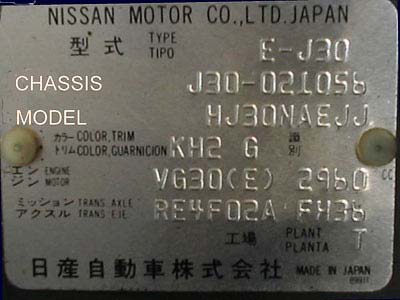 NISSAN MOTOR CO.,LTD.JAPAN
型式 TYPE TIPO E-J30
CHASSIS J30-021056
MODEL HJ30NAEJJ
カラー COLOR, TRIM
トリム COLOR, GUARNICION KH2 G 識別
エンジン ENGINE MOTOR VG30(E) 2960 CC
ミッション TRANS. AXLE
アクスル TRANS. EJE RE4F02A FH36
工場 PLANT PLANTA T
日産自動車株式会社 MADE IN JAPAN